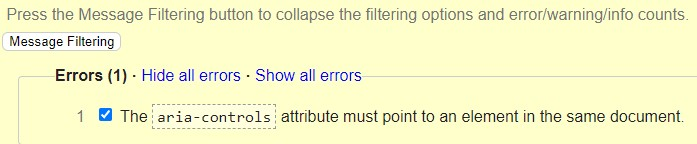 Press the Message Filtering button to collapse the filtering options and error/warning/info counts.
Message Filtering
Errors (1) · Hide all errors · Show all errors
1 The aria-controls attribute must point to an element in the same document.